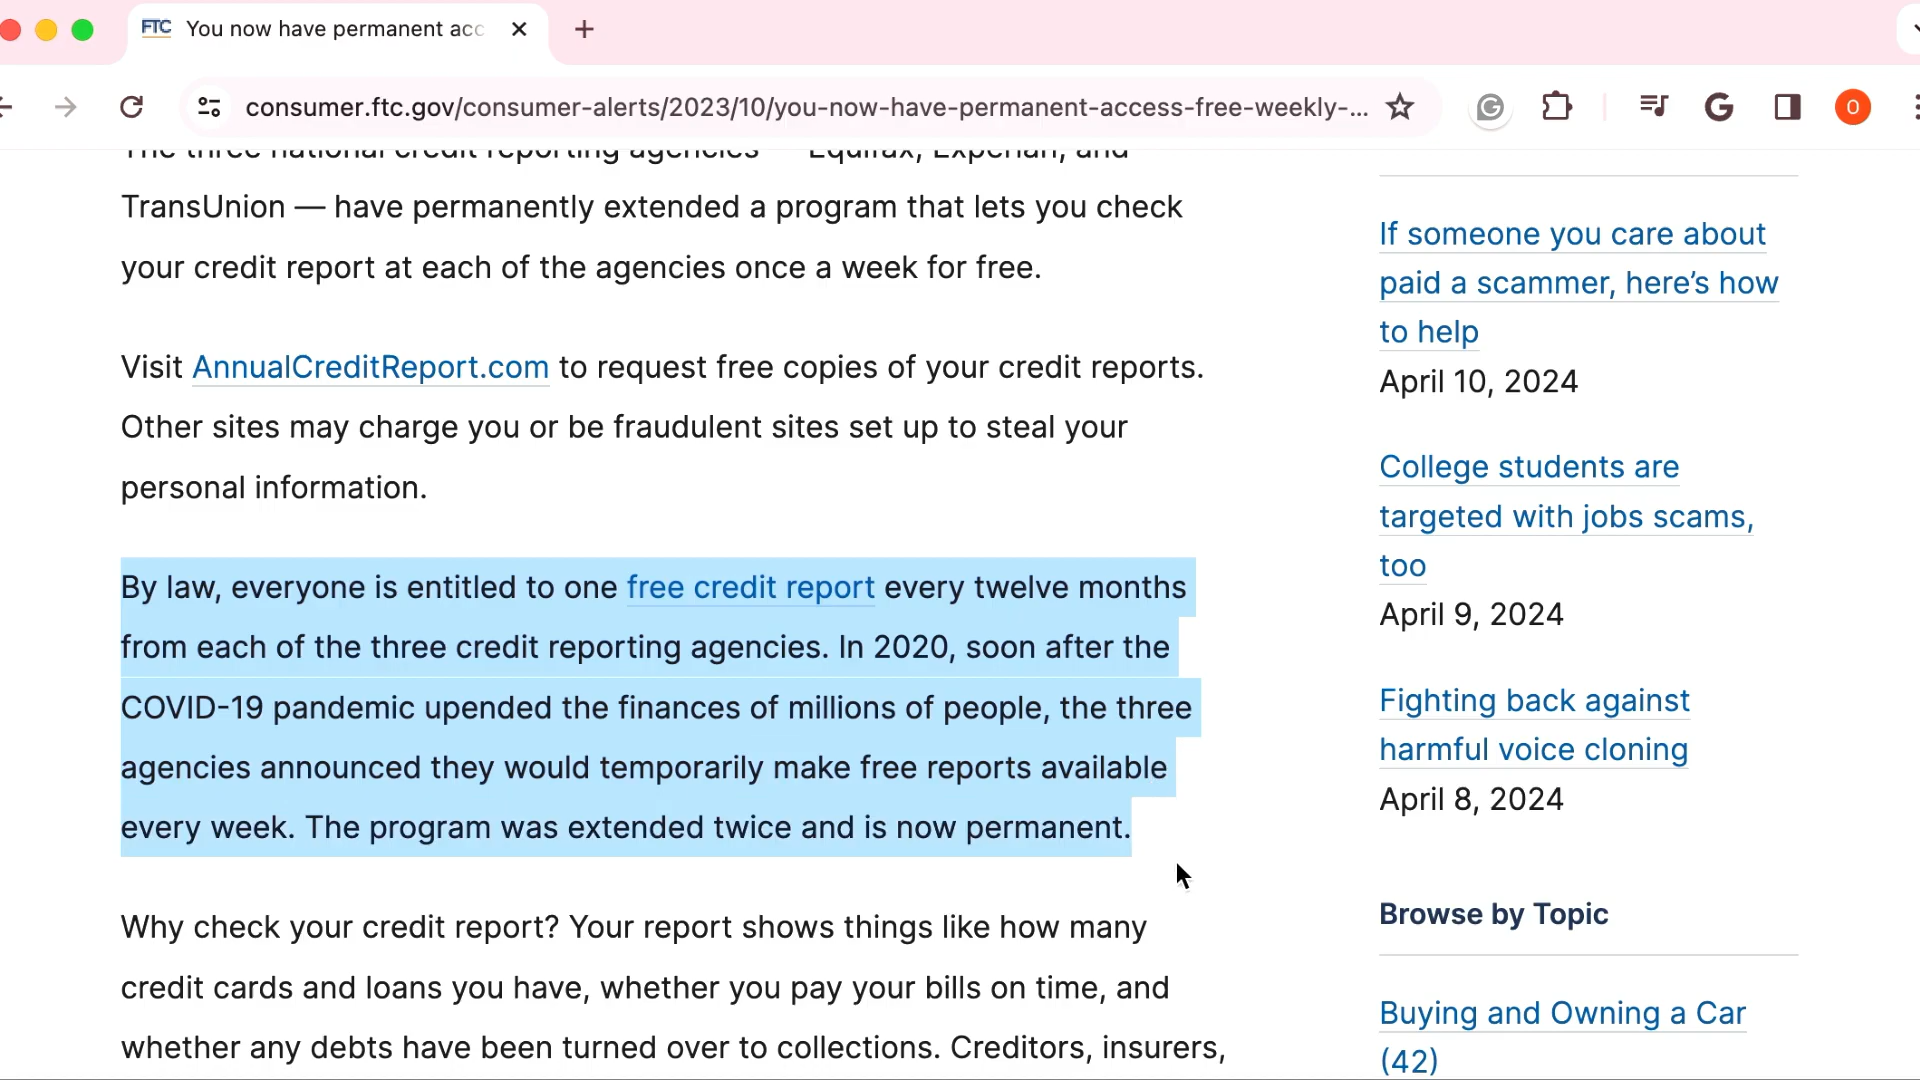 FTC You now have permanent acc
consumer.ftc.gov/consumer-alerts/2023/10/you-now-have-permanent-access-free-weekly-...
O
The three national credit reporting agencies — Equifax, Experian, and
TransUnion — have permanently extended a program that lets you check
your credit report at each of the agencies once a week for free.
Visit AnnualCreditReport.com to request free copies of your credit reports.
Other sites may charge you or be fraudulent sites set up to steal your
personal information.
By law, everyone is entitled to one free credit report every twelve months
from each of the three credit reporting agencies. In 2020, soon after the
COVID-19 pandemic upended the finances of millions of people, the three
agencies announced they would temporarily make free reports available
every week. The program was extended twice and is now permanent.
Why check your credit report? Your report shows things like how many
credit cards and loans you have, whether you pay your bills on time, and
whether any debts have been turned over to collections. Creditors, insurers,
If someone you care about
paid a scammer, here’s how
to help
April 10, 2024
College students are
targeted with jobs scams,
too
April 9, 2024
Fighting back against
harmful voice cloning
April 8, 2024
Browse by Topic
Buying and Owning a Car
(42)